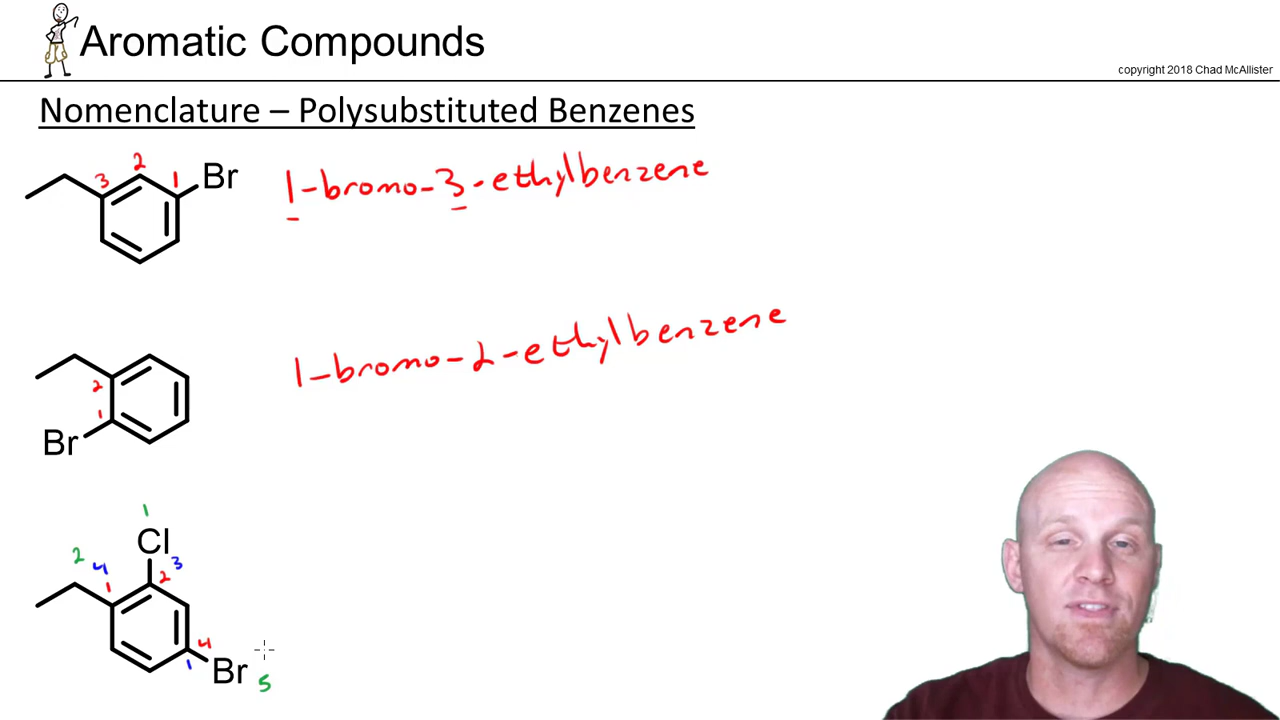 Aromatic Compounds
copyright 2018 Chad McAllister
Nomenclature – Polysubstituted Benzenes
3 2 1 Br
1-bromo-3-ethylbenzene
2
1
Br
1-bromo-2-ethylbenzene
1
Cl
2 4 1 2 3
4
1 Br 5